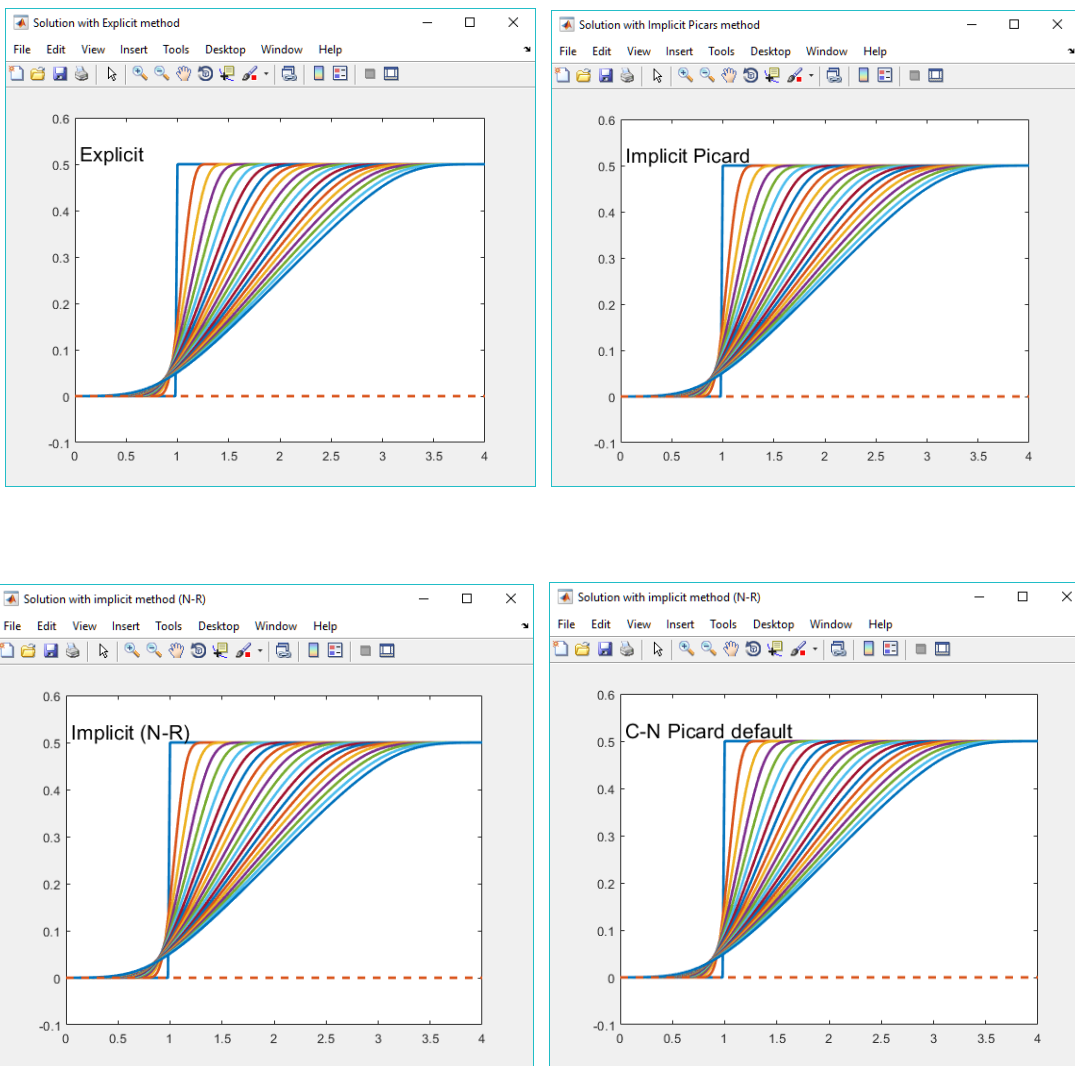 Solution with Explicit method
File Edit View Insert Tools Desktop Window Help
Explicit
0.6
0.5
0.4
0.3
0.2
0.1
0
-0.1
0 0.5 1 1.5 2 2.5 3 3.5 4
Solution with Implicit Picars method
File Edit View Insert Tools Desktop Window Help
Implicit Picard
0.6
0.5
0.4
0.3
0.2
0.1
0
-0.1
0 0.5 1 1.5 2 2.5 3 3.5 4
Solution with implicit method (N-R)
File Edit View Insert Tools Desktop Window Help
Implicit (N-R)
0.6
0.5
0.4
0.3
0.2
0.1
0
-0.1
0 0.5 1 1.5 2 2.5 3 3.5 4
Solution with implicit method (N-R)
File Edit View Insert Tools Desktop Window Help
C-N Picard default
0.6
0.5
0.4
0.3
0.2
0.1
0
-0.1
0 0.5 1 1.5 2 2.5 3 3.5 4